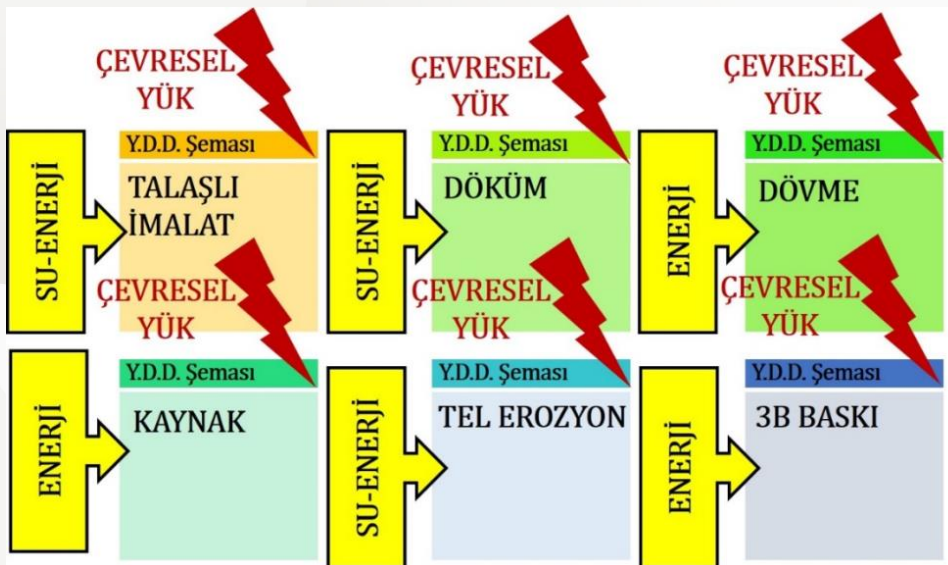 ÇEVRESEL
YÜK
SU-ENERJİ
Y.D.D. Şeması
TALAŞLI
İMALAT
ÇEVRESEL
YÜK
SU-ENERJİ
Y.D.D. Şeması
DÖKÜM
ÇEVRESEL
YÜK
ENERJİ
Y.D.D. Şeması
DÖVME
ÇEVRESEL
YÜK
ENERJİ
Y.D.D. Şeması
KAYNAK
ÇEVRESEL
YÜK
SU-ENERJİ
Y.D.D. Şeması
TEL EROZYON
ÇEVRESEL
YÜK
ENERJİ
Y.D.D. Şeması
3B BASKI